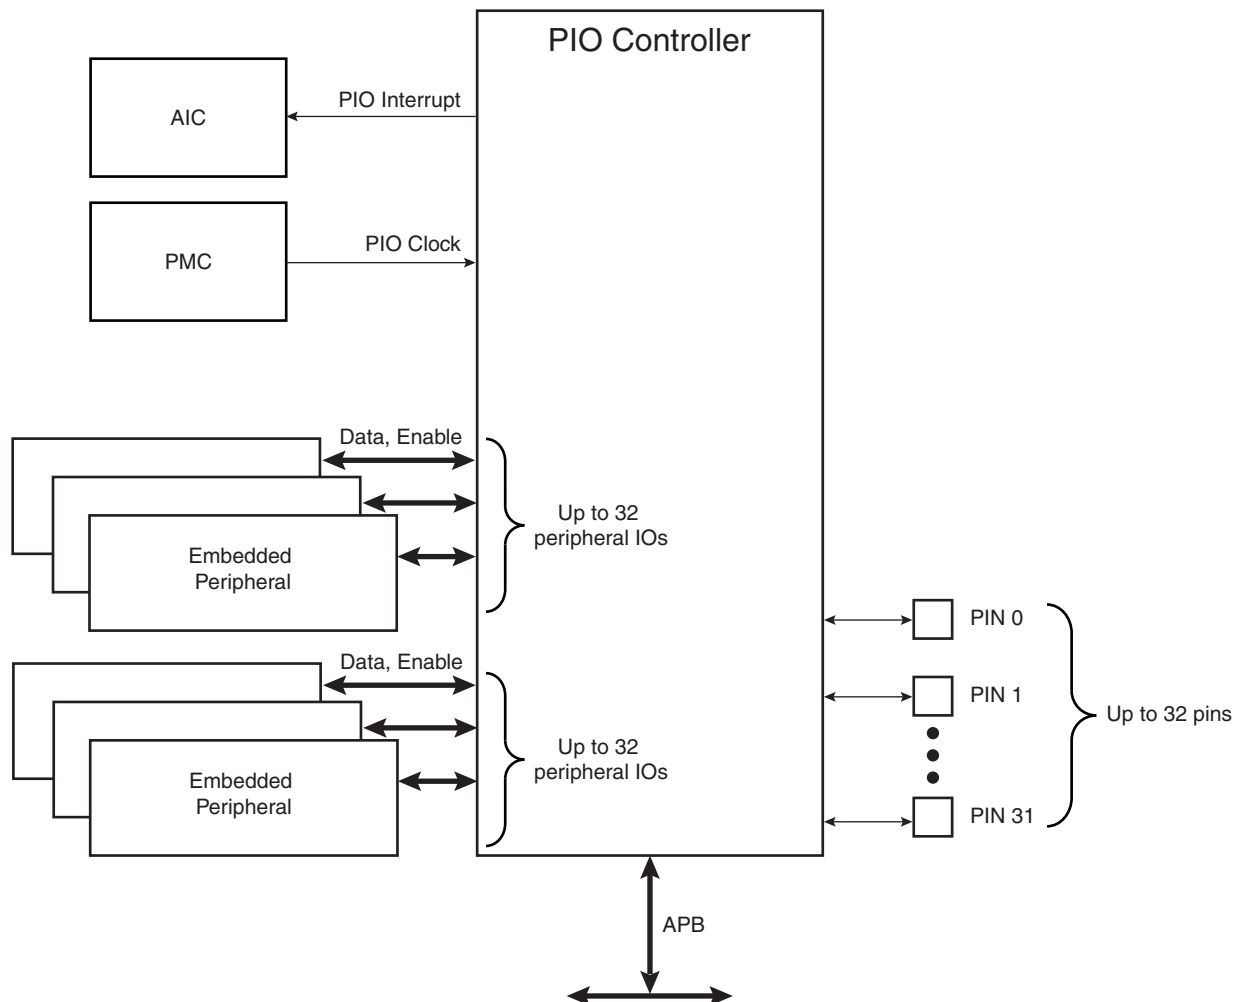 PIO Controller
AIC
PIO Interrupt
PMC
PIO Clock
Data, Enable
Up to 32
peripheral IOs
Embedded
Peripheral
PIN 0
Data, Enable
PIN 1
Up to 32 pins
Up to 32
peripheral IOs
Embedded
Peripheral
PIN 31
APB